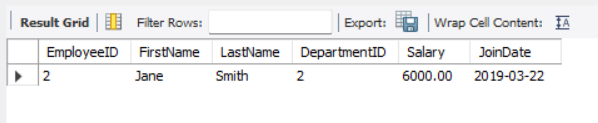 Result Grid Filter Rows: Export: Wrap Cell Content:
EmployeeID FirstName LastName DepartmentID Salary JoinDate
2 Jane Smith 2 6000.00 2019-03-22